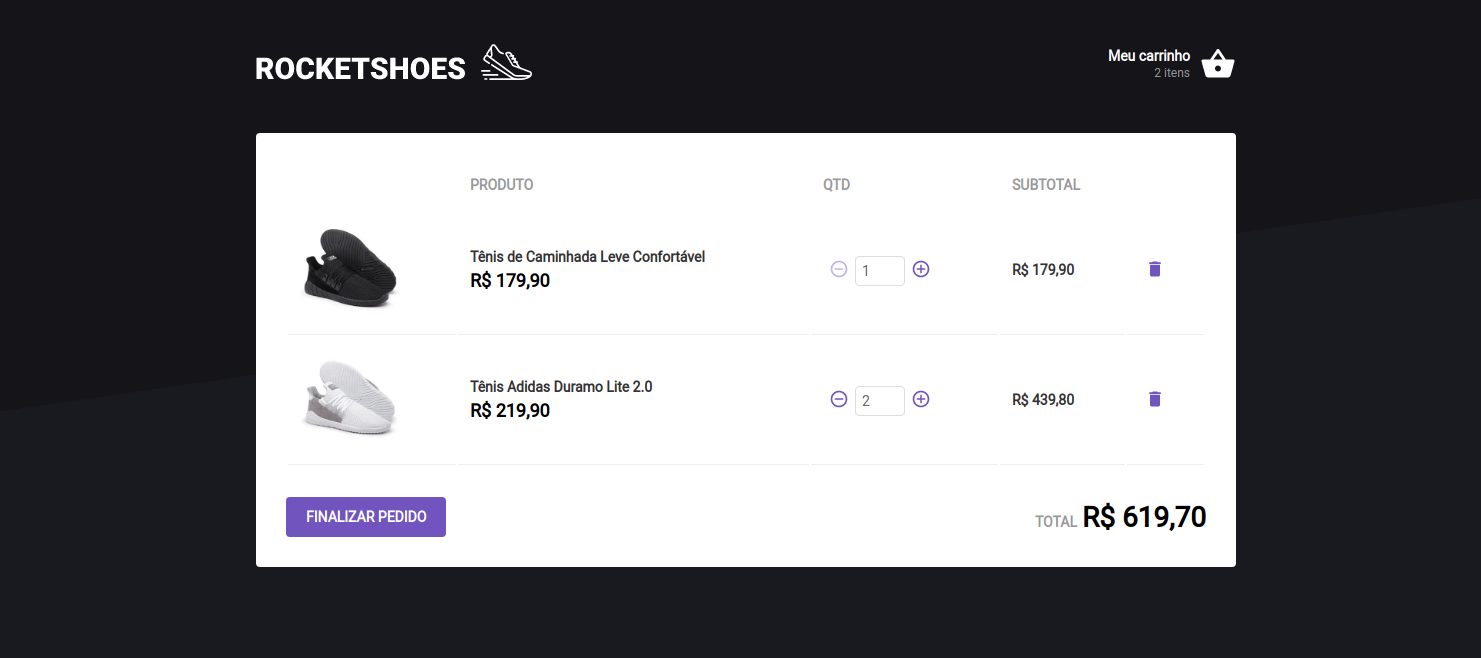 ROCKETSHOES
Meu carrinho
2 itens
PRODUTO QTD SUBTOTAL
Tênis de Caminhada Leve Confortável
R$ 179,90
1
R$ 179,90
Tênis Adidas Duramo Lite 2.0
R$ 219,90
2
R$ 439,80
FINALIZAR PEDIDO
TOTAL R$ 619,70